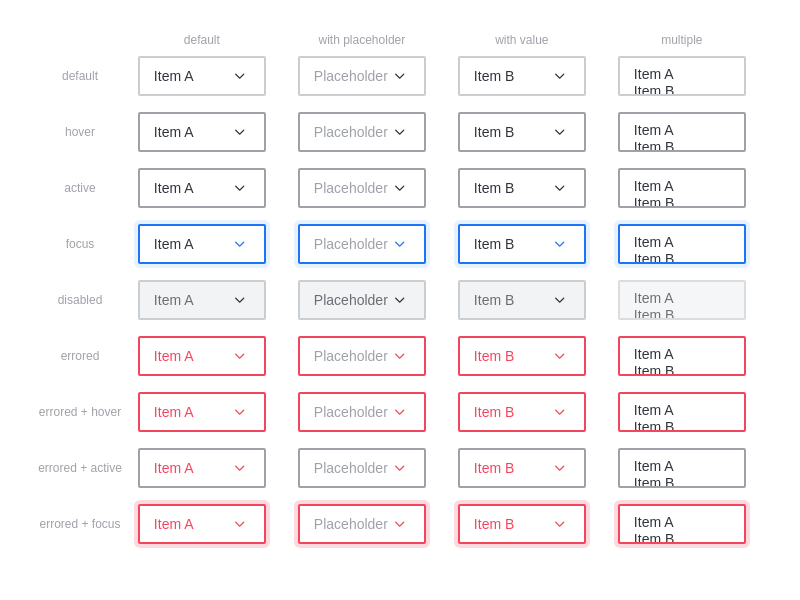 default with placeholder with value multiple
default Item A Placeholder Item B Item A
Item B
hover Item A Placeholder Item B Item A
Item B
active Item A Placeholder Item B Item A
Item B
focus Item A Placeholder Item B Item A
Item B
disabled Item A Placeholder Item B Item A
Item B
errored Item A Placeholder Item B Item A
Item B
errored + hover Item A Placeholder Item B Item A
Item B
errored + active Item A Placeholder Item B Item A
Item B
errored + focus Item A Placeholder Item B Item A
Item B